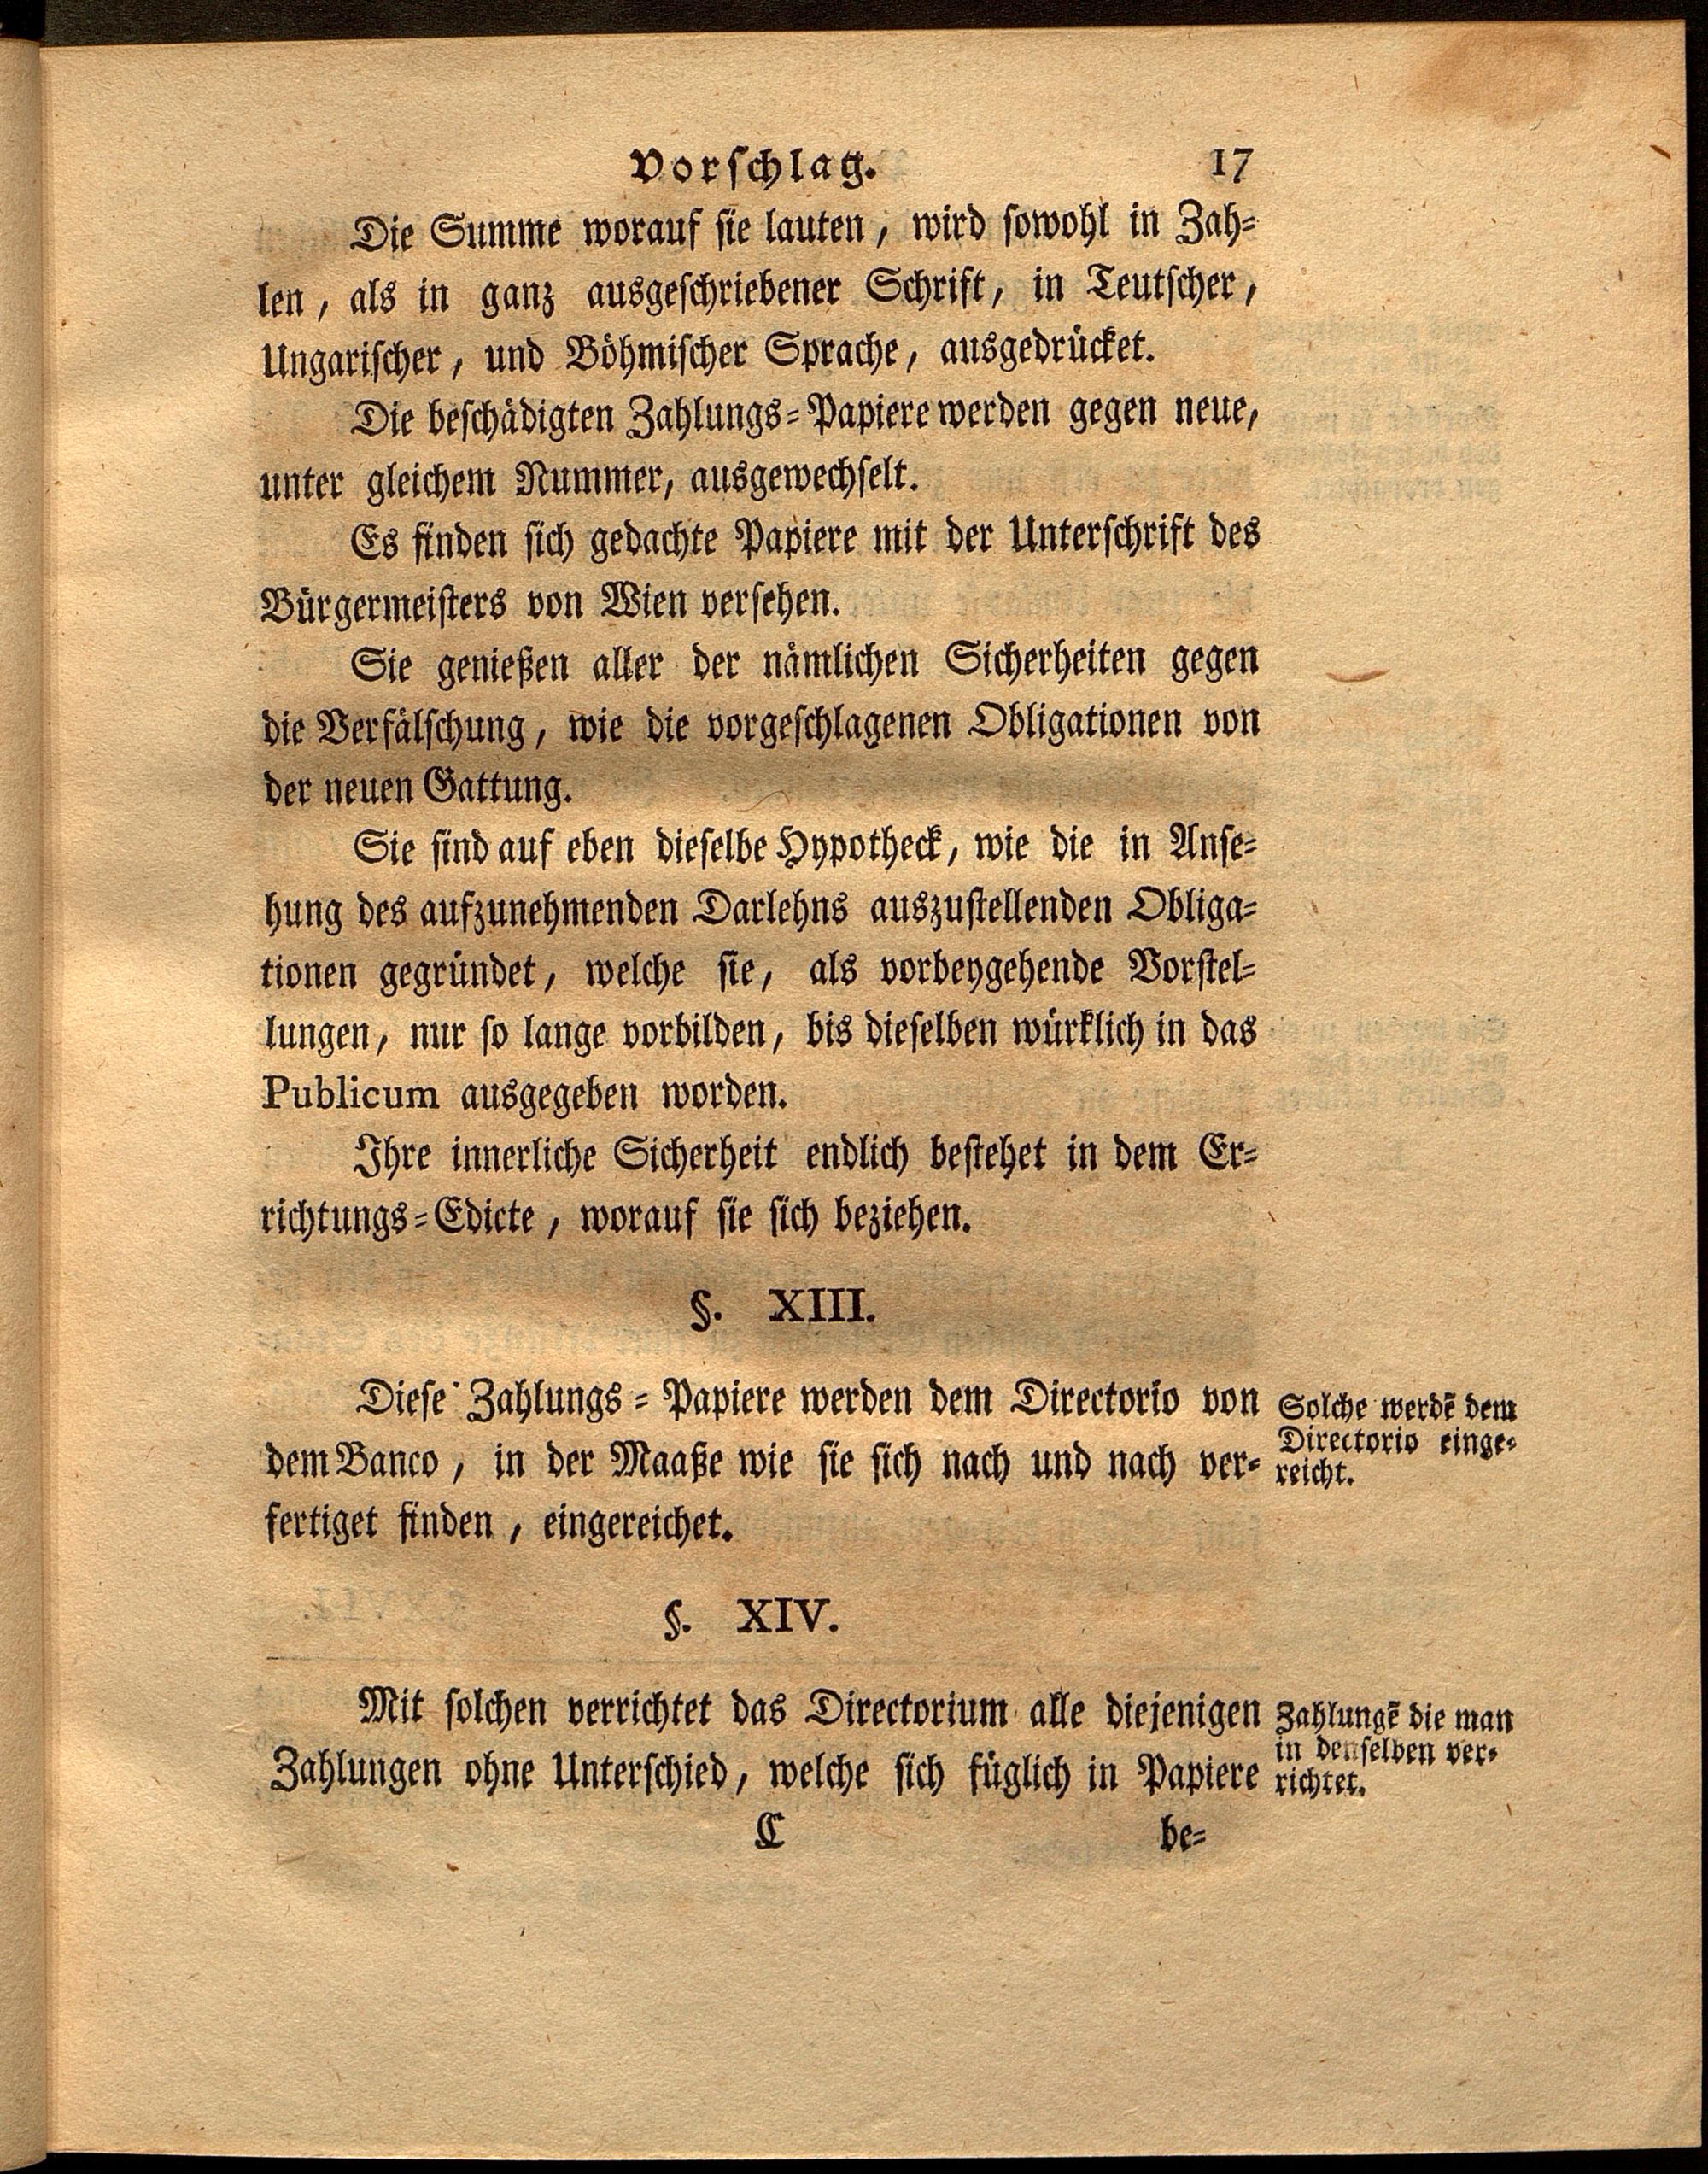 Vorschlag. 17
Die Summe worauf sie lauten, wird sowohl in Zah-
len, als in ganz ausgeschriebener Schrift, in Teutscher,
Ungarischer, und Böhmischer Sprache, ausgedrücket.
Die beschädigten Zahlungs-Papiere werden gegen neue,
unter gleichem Nummer, ausgewechselt.
Es finden sich gedachte Papiere mit der Unterschrift des
Bürgermeisters von Wien versehen.
Sie genießen aller der nämlichen Sicherheiten gegen
die Verfälschung, wie die vorgeschlagenen Obligationen von
der neuen Gattung.
Sie sind auf eben dieselbe Hypotheck, wie die in Anse-
hung des aufzunehmenden Darlehns auszustellenden Obliga-
tionen gegründet, welche sie, als vorbeygehende Vorstel-
lungen, nur so lange vorbilden, bis dieselben würklich in das
Publicum ausgegeben worden.
Ihre innerliche Sicherheit endlich bestehet in dem Er-
richtungs-Edicte, worauf sie sich beziehen.
§. XIII.
Diese Zahlungs-Papiere werden dem Directorio von
dem Banco, in der Maaße wie sie sich nach und nach ver-
fertiget finden, eingereichet.
Solche werdē dem
Directorio einge-
reicht.
§. XIV.
Mit solchen verrichtet das Directorium alle diejenigen
Zahlungen ohne Unterschied, welche sich füglich in Papiere
Zahlungē die man
in denselben ver-
richtet.
C be-